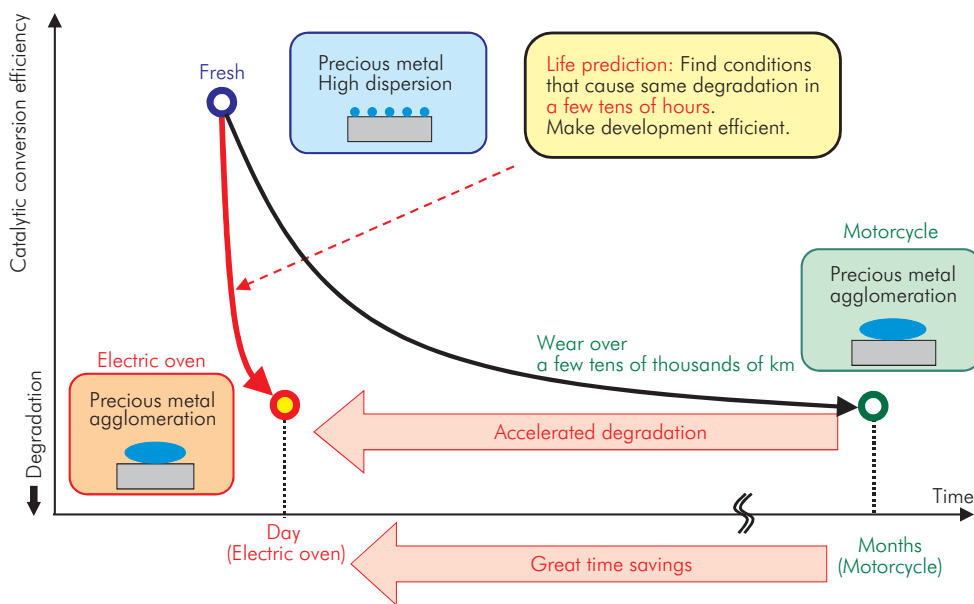 Catalytic conversion efficiency
Degradation
Fresh
Precious metal
High dispersion
Life prediction: Find conditions
that cause same degradation in
a few tens of hours.
Make development efficient.
Motorcycle
Precious metal
agglomeration
Wear over
a few tens of thousands of km
Electric oven
Precious metal
agglomeration
Accelerated degradation
Time
Day
(Electric oven)
Great time savings
Months
(Motorcycle)